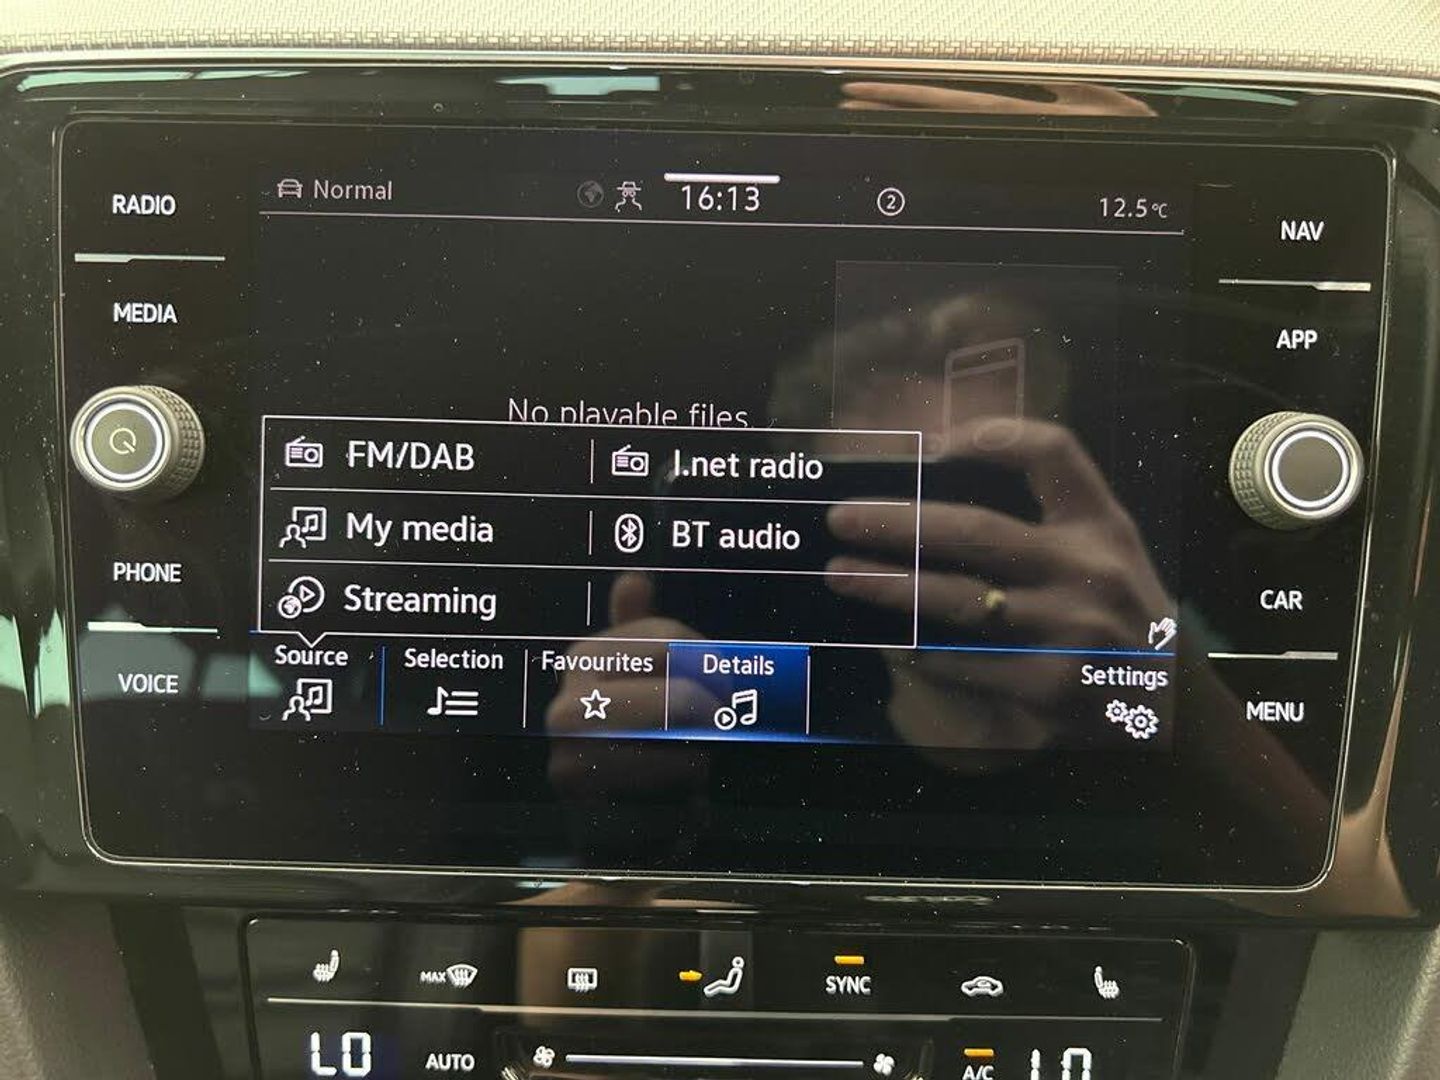 RADIO
MEDIA
PHONE
VOICE
Normal
16:13
2
12.5°C
NAV
APP
CAR
MENU
No playable files.
FM/DAB
I.net radio
My media
BT audio
Streaming
Source
Selection
Favourites
Details
Settings
MAX
SYNC
LO
AUTO
A/C
LO